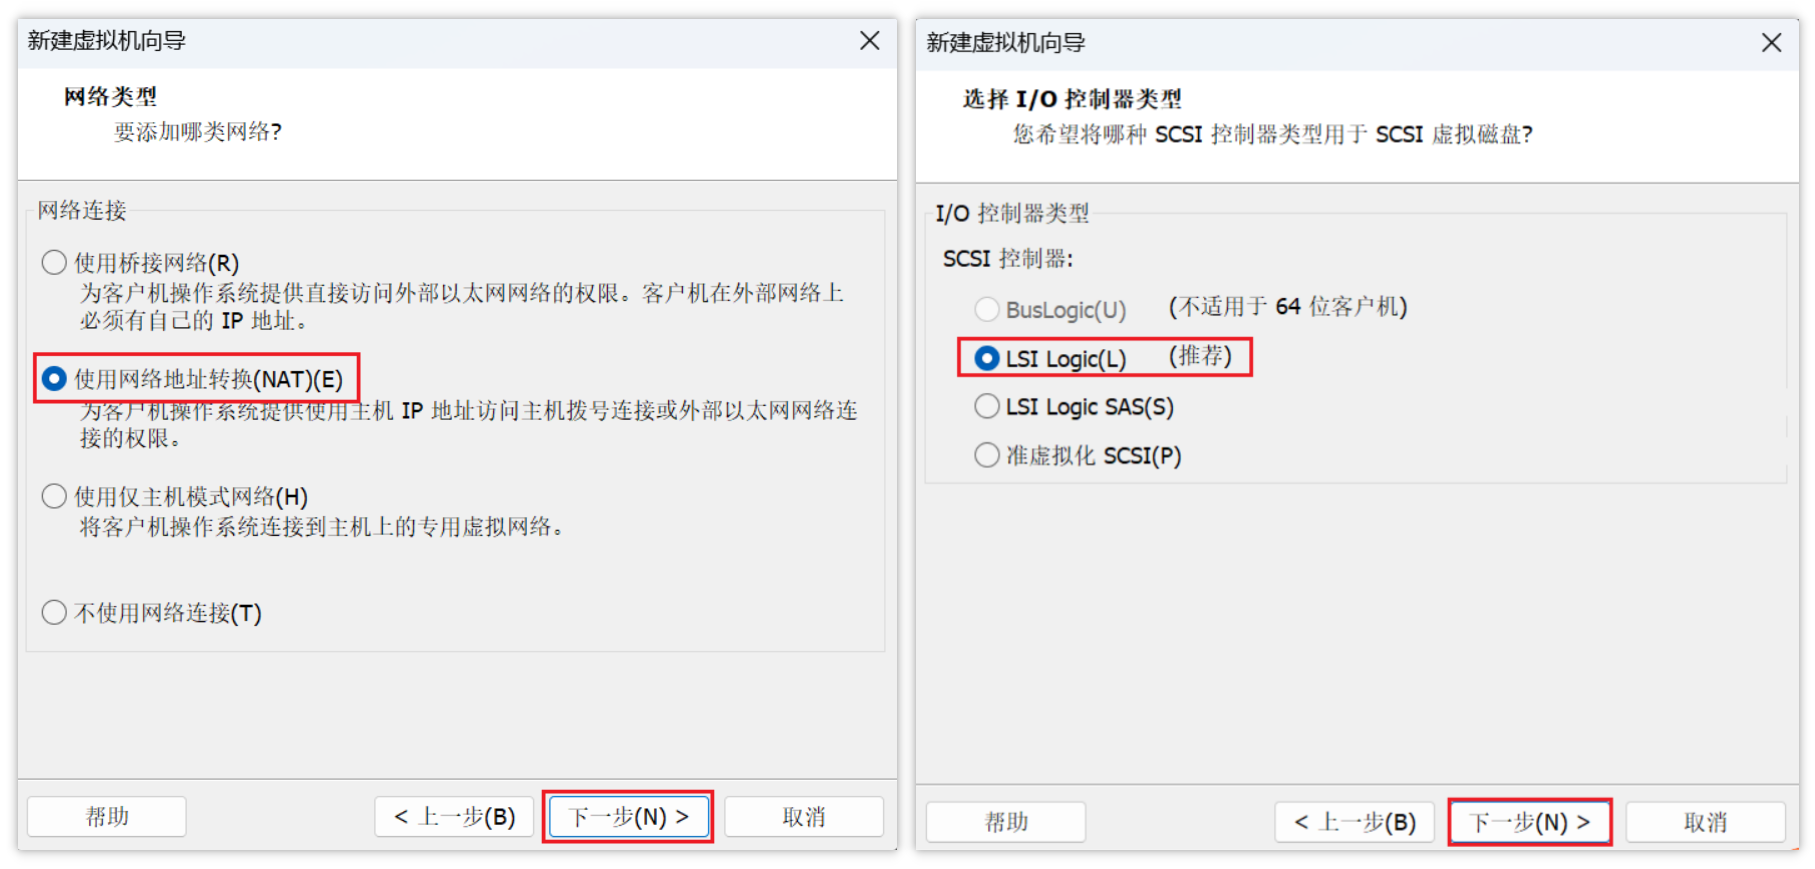 新建虚拟机向导
网络类型
要添加哪类网络?
网络连接
使用桥接网络(R)
为客户机操作系统提供直接访问外部以太网网络的权限。客户机在外部网络上
必须有自己的 IP 地址。
使用网络地址转换(NAT)(E)
为客户机操作系统提供使用主机 IP 地址访问主机拨号连接或外部以太网网络连
接的权限。
使用仅主机模式网络(H)
将客户机操作系统连接到主机上的专用虚拟网络。
不使用网络连接(T)
帮助
< 上一步(B)
下一步(N) >
取消
新建虚拟机向导
选择 I/O 控制器类型
您希望将哪种 SCSI 控制器类型用于 SCSI 虚拟磁盘?
I/O 控制器类型
SCSI 控制器:
BusLogic(U) (不适用于 64 位客户机)
LSI Logic(L) (推荐)
LSI Logic SAS(S)
准虚拟化 SCSI(P)
帮助
< 上一步(B)
下一步(N) >
取消